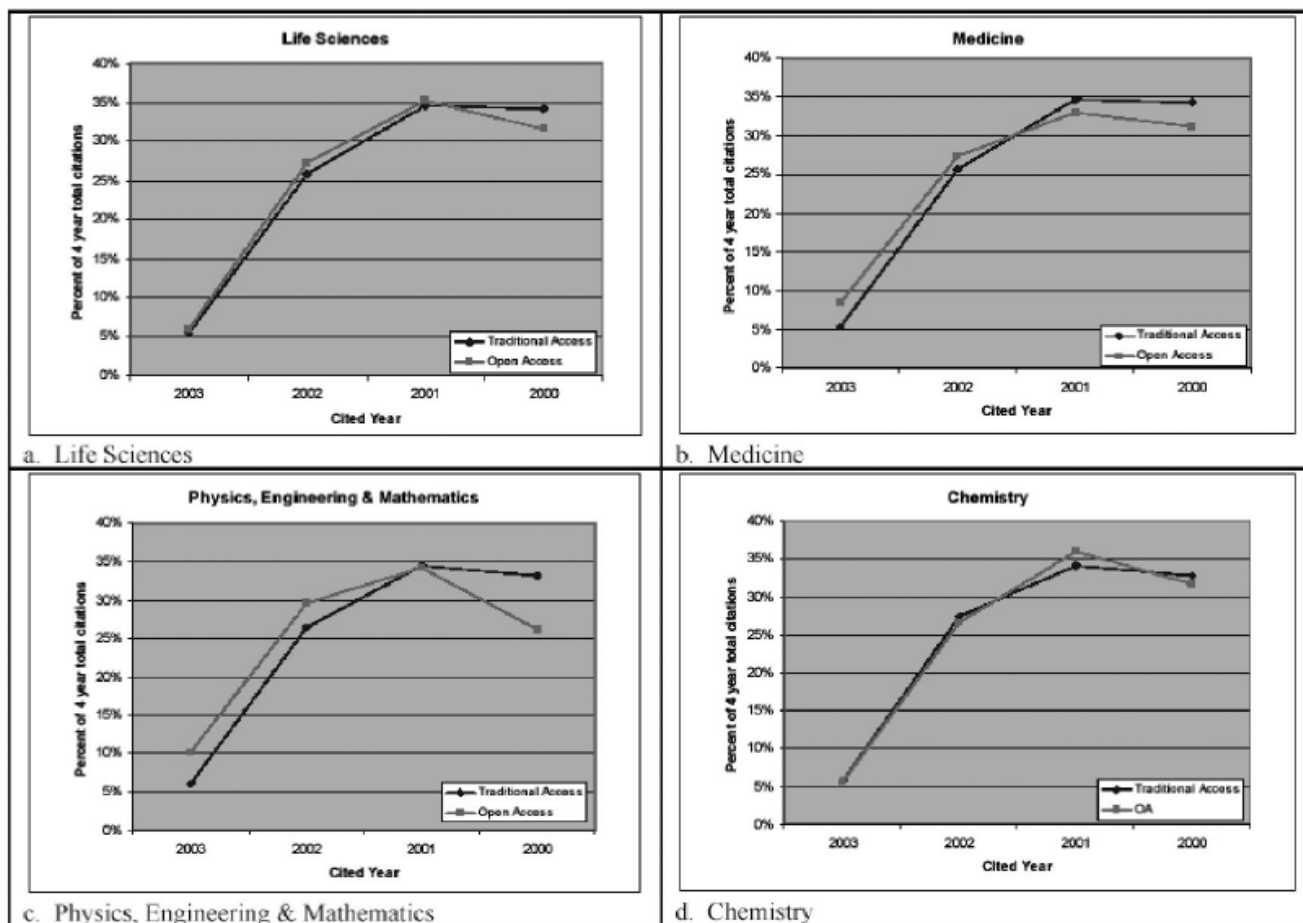 Life Sciences
40%
35%
30%
25%
20%
15%
10%
5%
0%
Percent of 4 year total citations
2003 2002 2001 2000
Cited Year
Traditional Access
Open Access
a. Life Sciences
Medicine
40%
35%
30%
25%
20%
15%
10%
5%
0%
Percent of 4 year total citations
2003 2002 2001 2000
Cited Year
Traditional Access
Open Access
b. Medicine
Physics, Engineering & Mathematics
40%
35%
30%
25%
20%
15%
10%
5%
0%
Percent of 4 year total citations
2003 2002 2001 2000
Cited Year
Traditional Access
Open Access
c. Physics, Engineering & Mathematics
Chemistry
40%
35%
30%
25%
20%
15%
10%
5%
0%
Percent of 4 year total citations
2003 2002 2001 2000
Cited Year
Traditional Access
OA
d. Chemistry